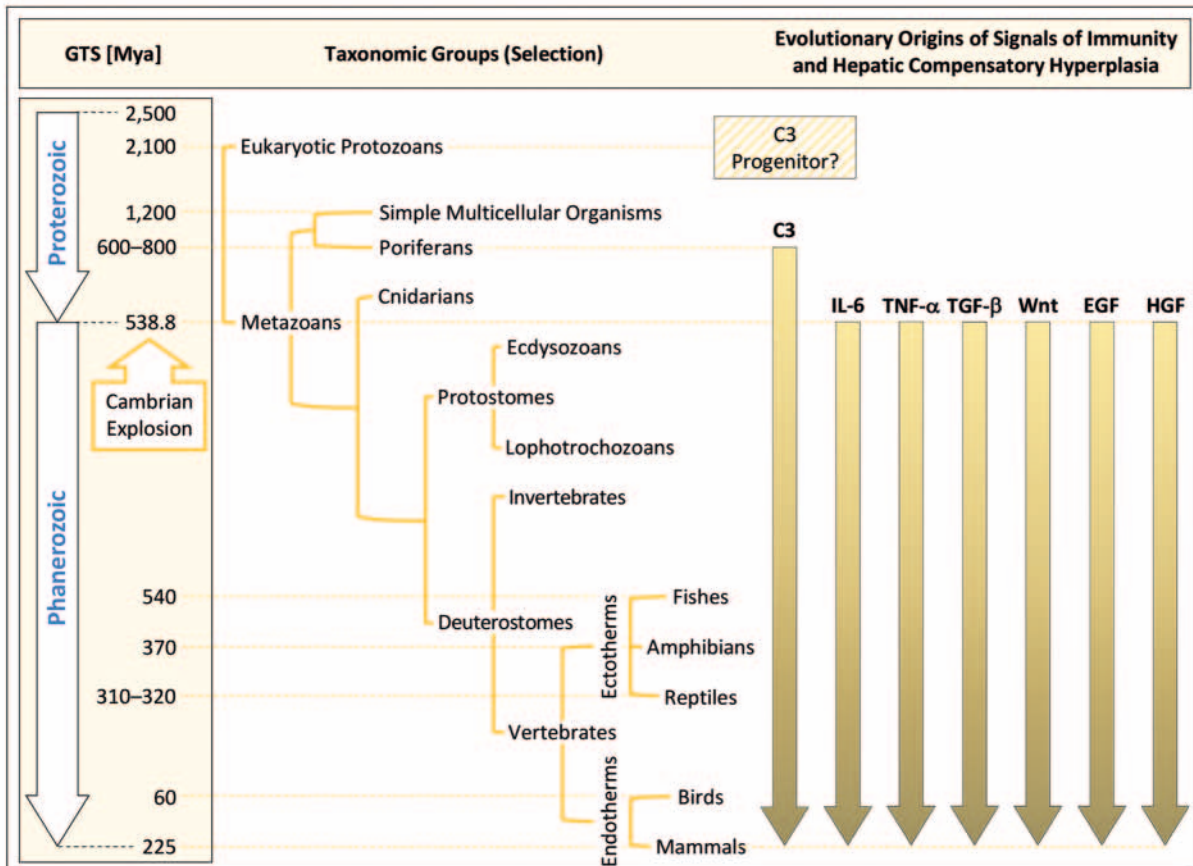 GTS [Mya]
Taxonomic Groups (Selection)
Evolutionary Origins of Signals of Immunity
and Hepatic Compensatory Hyperplasia
2,500
2,100
Eukaryotic Protozoans
C3
Progenitor?
Proterozoic
1,200
Simple Multicellular Organisms
600–800
Poriferans
C3
Cnidarians
538.8
Metazoans
IL-6
TNF-α
TGF-β
Wnt
EGF
HGF
Cambrian
Explosion
Ecdysozoans
Protostomes
Lophotrochozoans
Invertebrates
Phanerozoic
540
Fishes
Deuterostomes
Ectotherms
370
Amphibians
310–320
Reptiles
Vertebrates
Endotherms
60
Birds
225
Mammals